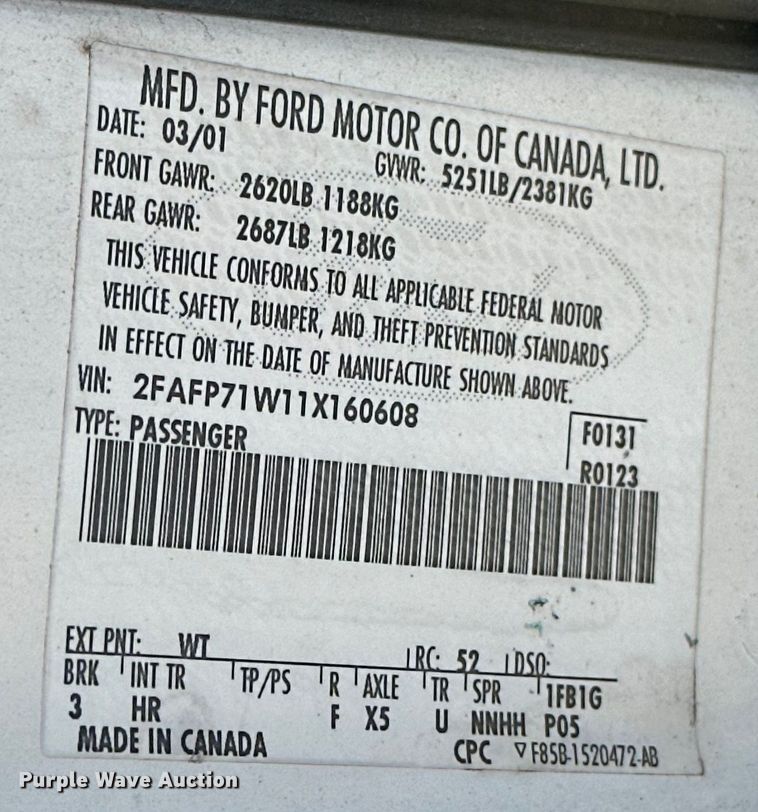 MFD. BY FORD MOTOR CO. OF CANADA, LTD.
DATE: 03/01 GVWR: 5251LB/2381KG
FRONT GAWR: 2620LB 1188KG
REAR GAWR: 2687LB 1218KG
THIS VEHICLE CONFORMS TO ALL APPLICABLE FEDERAL MOTOR
VEHICLE SAFETY, BUMPER, AND THEFT PREVENTION STANDARDS
IN EFFECT ON THE DATE OF MANUFACTURE SHOWN ABOVE.
VIN: 2FAFP71W11X160608
TYPE: PASSENGER
F0131
R0123
EXT PNT: WT RC: 52 DSO:
BRK INT TR TP/PS R AXLE TR SPR 1FB1G
3 HR F X5 U NNHH P05
MADE IN CANADA CPC ▽ F85B-1520472-AB
Purple Wave Auction